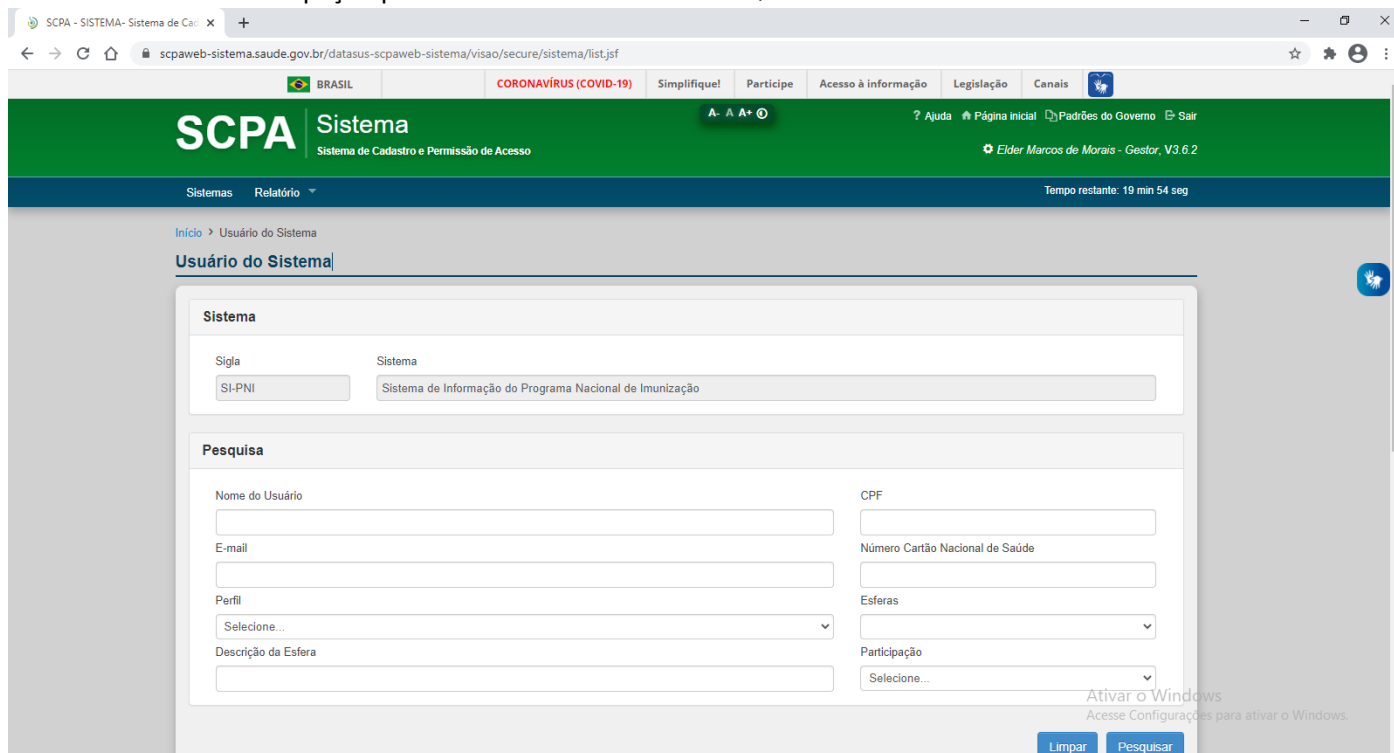 SCPA - SISTEMA- Sistema de Cad
scpaweb-sistema.saude.gov.br/datasus-scpaweb-sistema/visao/secure/sistema/list.jsf
BRASIL CORONAVÍRUS (COVID-19) Simplifique! Participe Acesso à informação Legislação Canais
A- A A+
? Ajuda Página inicial Padrões do Governo Sair
SCPA Sistema
Sistema de Cadastro e Permissão de Acesso
Elder Marcos de Morais - Gestor, V3.6.2
Sistemas Relatório Tempo restante: 19 min 54 seg
Início > Usuário do Sistema
Usuário do Sistema
Sistema
Sigla Sistema
SI-PNI Sistema de Informação do Programa Nacional de Imunização
Pesquisa
Nome do Usuário CPF
E-mail Número Cartão Nacional de Saúde
Perfil Esferas
Selecione...
Descrição da Esfera Participação
Selecione...
Ativar o Windows
Acesse Configurações para ativar o Windows.
Limpar Pesquisar